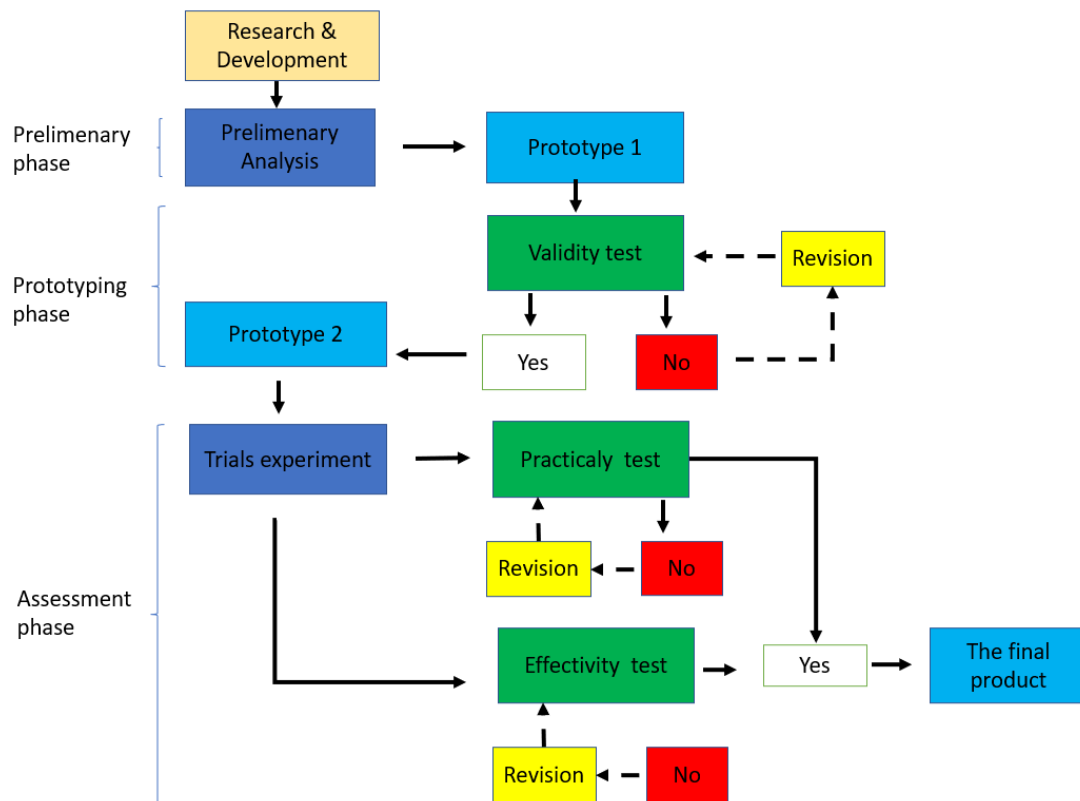 Research &
Development
Prelimenary
phase
Prelimenary
Analysis
Prototype 1
Validity test
Revision
Prototyping
phase
Prototype 2
Yes
No
Trials experiment
Practicaly test
Revision
No
Assessment
phase
Effectivity test
Yes
The final
product
Revision
No